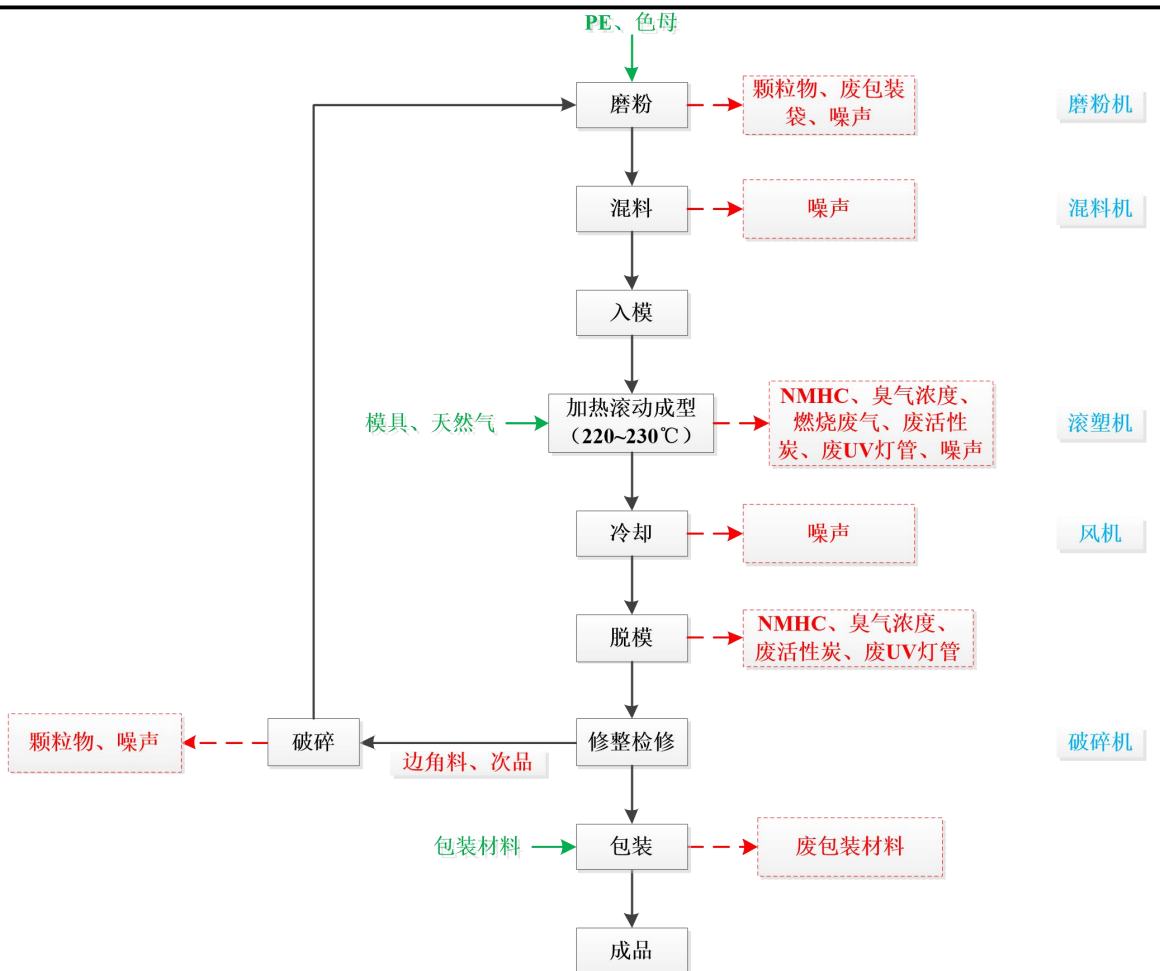 PE、色母
磨粉
颗粒物、废包装
袋、噪声
磨粉机
混料
噪声
混料机
入模
模具、天然气
加热滚动成型
（220~230℃）
NMHC、臭气浓度、
燃烧废气、废活性
炭、废UV灯管、噪声
滚塑机
冷却
噪声
风机
脱模
NMHC、臭气浓度、
废活性炭、废UV灯管
颗粒物、噪声
破碎
边角料、次品
修整检修
破碎机
包装材料
包装
废包装材料
成品